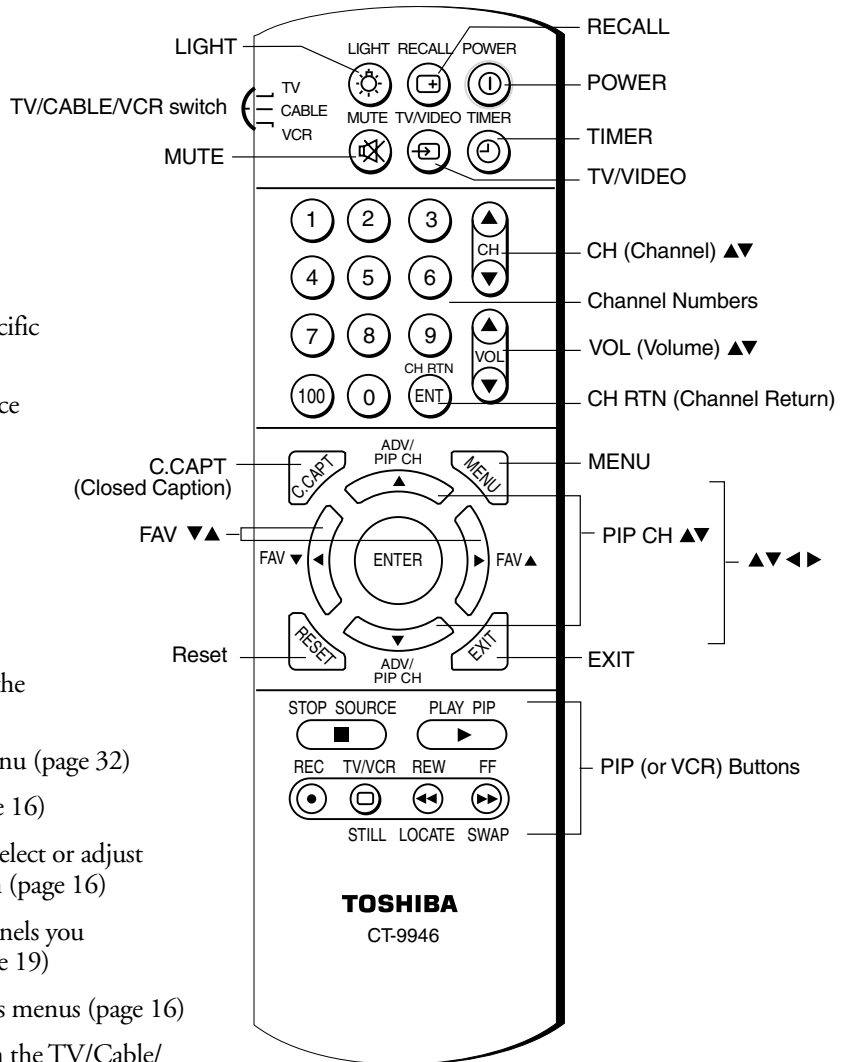 RECALL
LIGHT
LIGHT RECALL POWER
POWER
TV
TV/CABLE/VCR switch
CABLE
VCR
MUTE TV/VIDEO TIMER
TIMER
MUTE
TV/VIDEO
1 2 3
CH
CH (Channel) ▲▼
4 5 6
Channel Numbers
7 8 9
VOL
VOL (Volume) ▲▼
CH RTN
100 0 ENT
CH RTN (Channel Return)
C.CAPT
(Closed Caption)
C.CAPT
ADV/
PIP CH
MENU
MENU
FAV ▼▲
PIP CH ▲▼
▲▼◀▶
FAV ▼
ENTER
FAV ▲
Reset
RESET
ADV/
PIP CH
EXIT
EXIT
STOP SOURCE PLAY PIP
REC TV/VCR REW FF
PIP (or VCR) Buttons
STILL LOCATE SWAP
TOSHIBA
CT-9946
(page 32)
16)
elect or adjust
(page 16)
nels you
19)
s menus (page 16)
the TV/Cable/